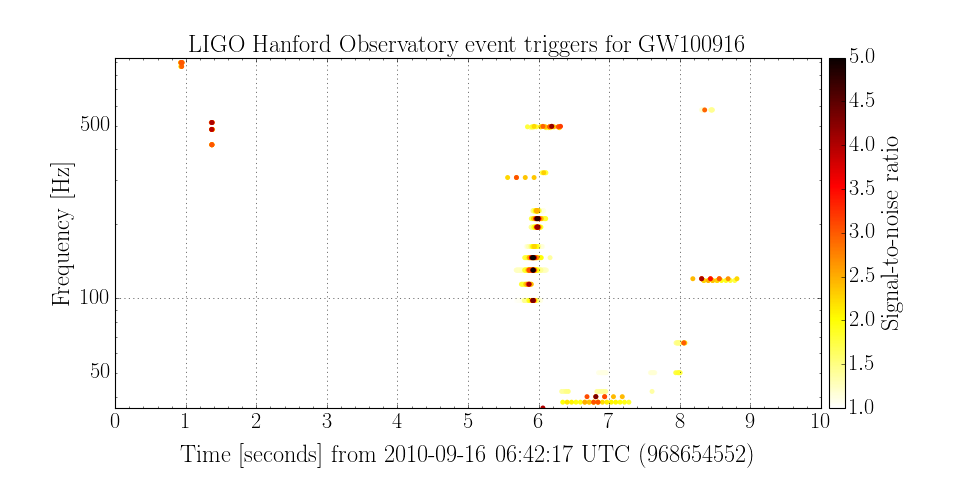 LIGO Hanford Observatory event triggers for GW100916
Frequency [Hz]
500
100
50
0 1 2 3 4 5 6 7 8 9 10
Time [seconds] from 2010-09-16 06:42:17 UTC (968654552)
5.0
4.5
4.0
3.5
3.0
2.5
2.0
1.5
1.0
Signal-to-noise ratio